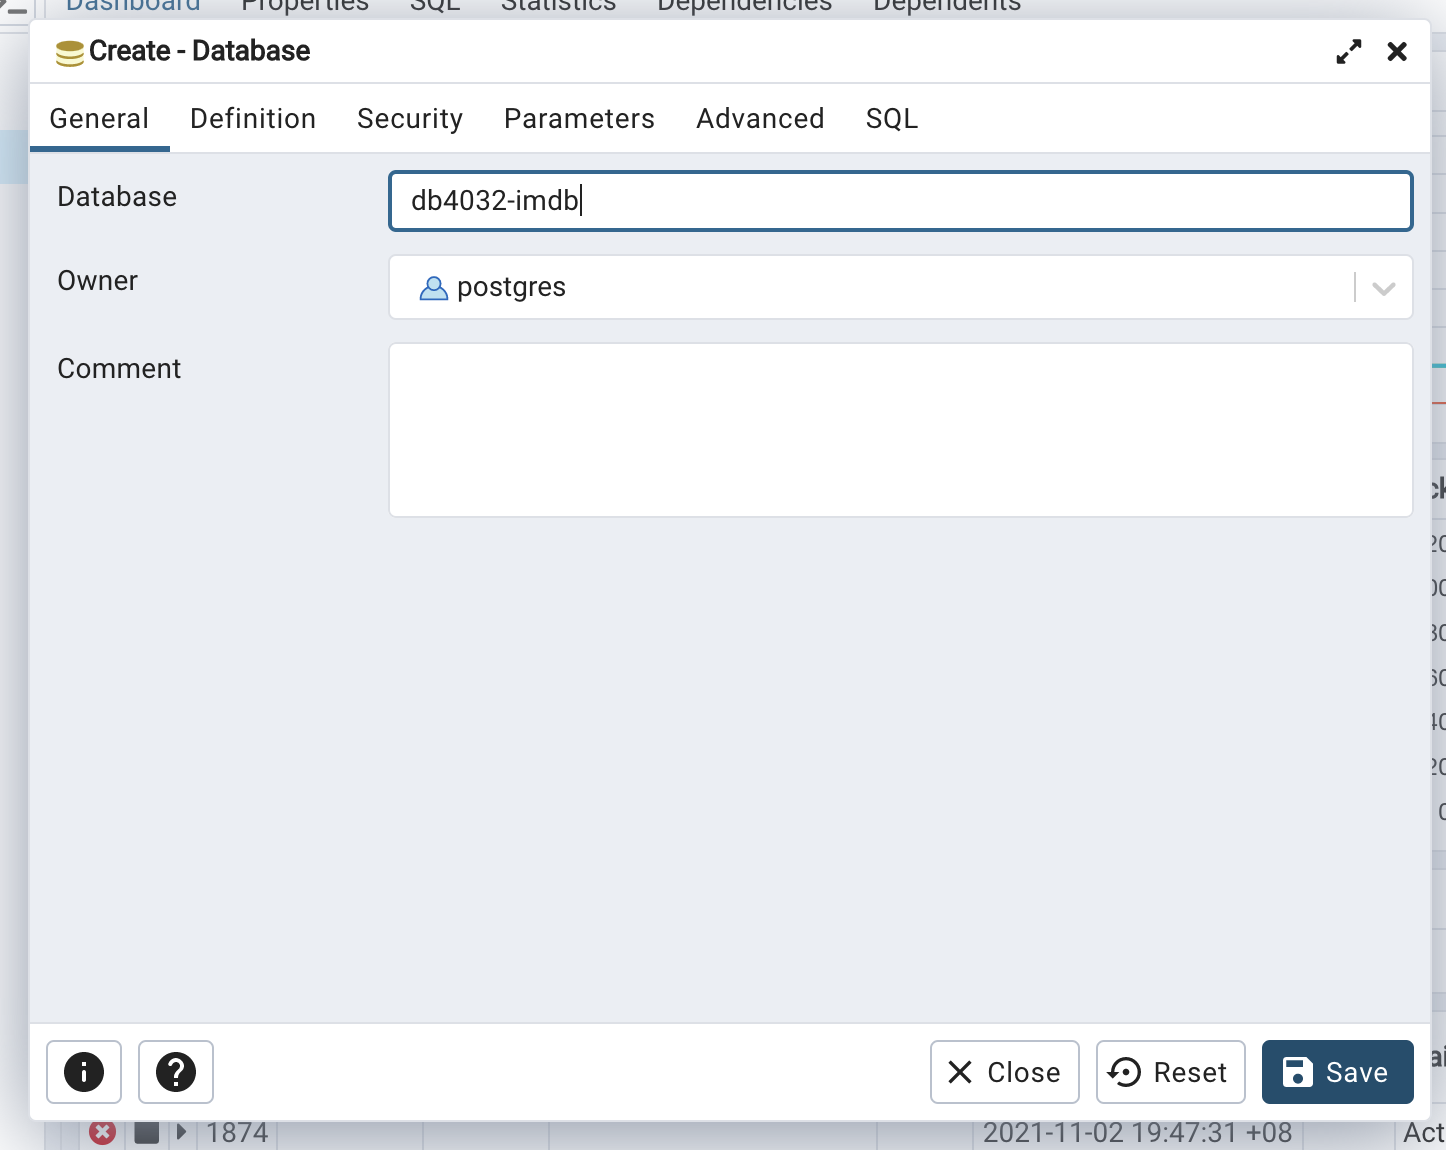 Dashboard Properties SQL Statistics Dependencies Dependents
Create - Database
General Definition Security Parameters Advanced SQL
Database db4032-imdb
Owner postgres
Comment
Close Reset Save
1874 2021-11-02 19:47:31 +08